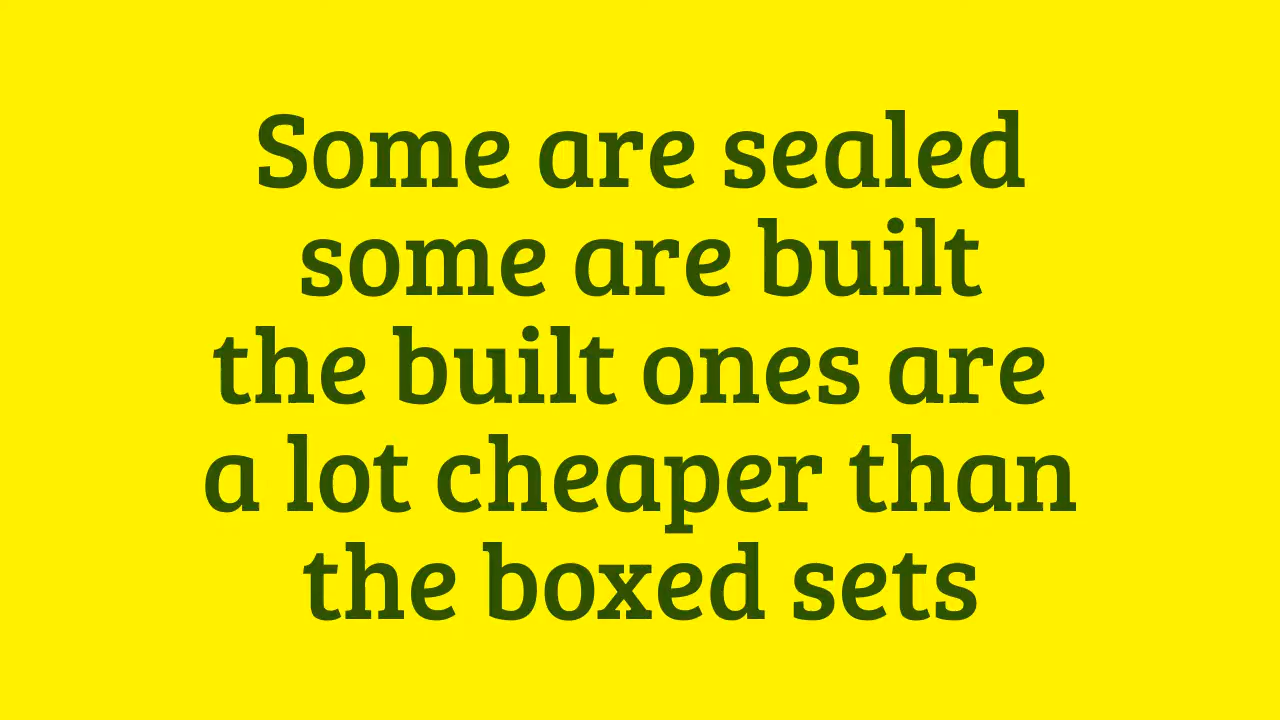 Some are sealed
some are built
the built ones are
a lot cheaper than
the boxed sets